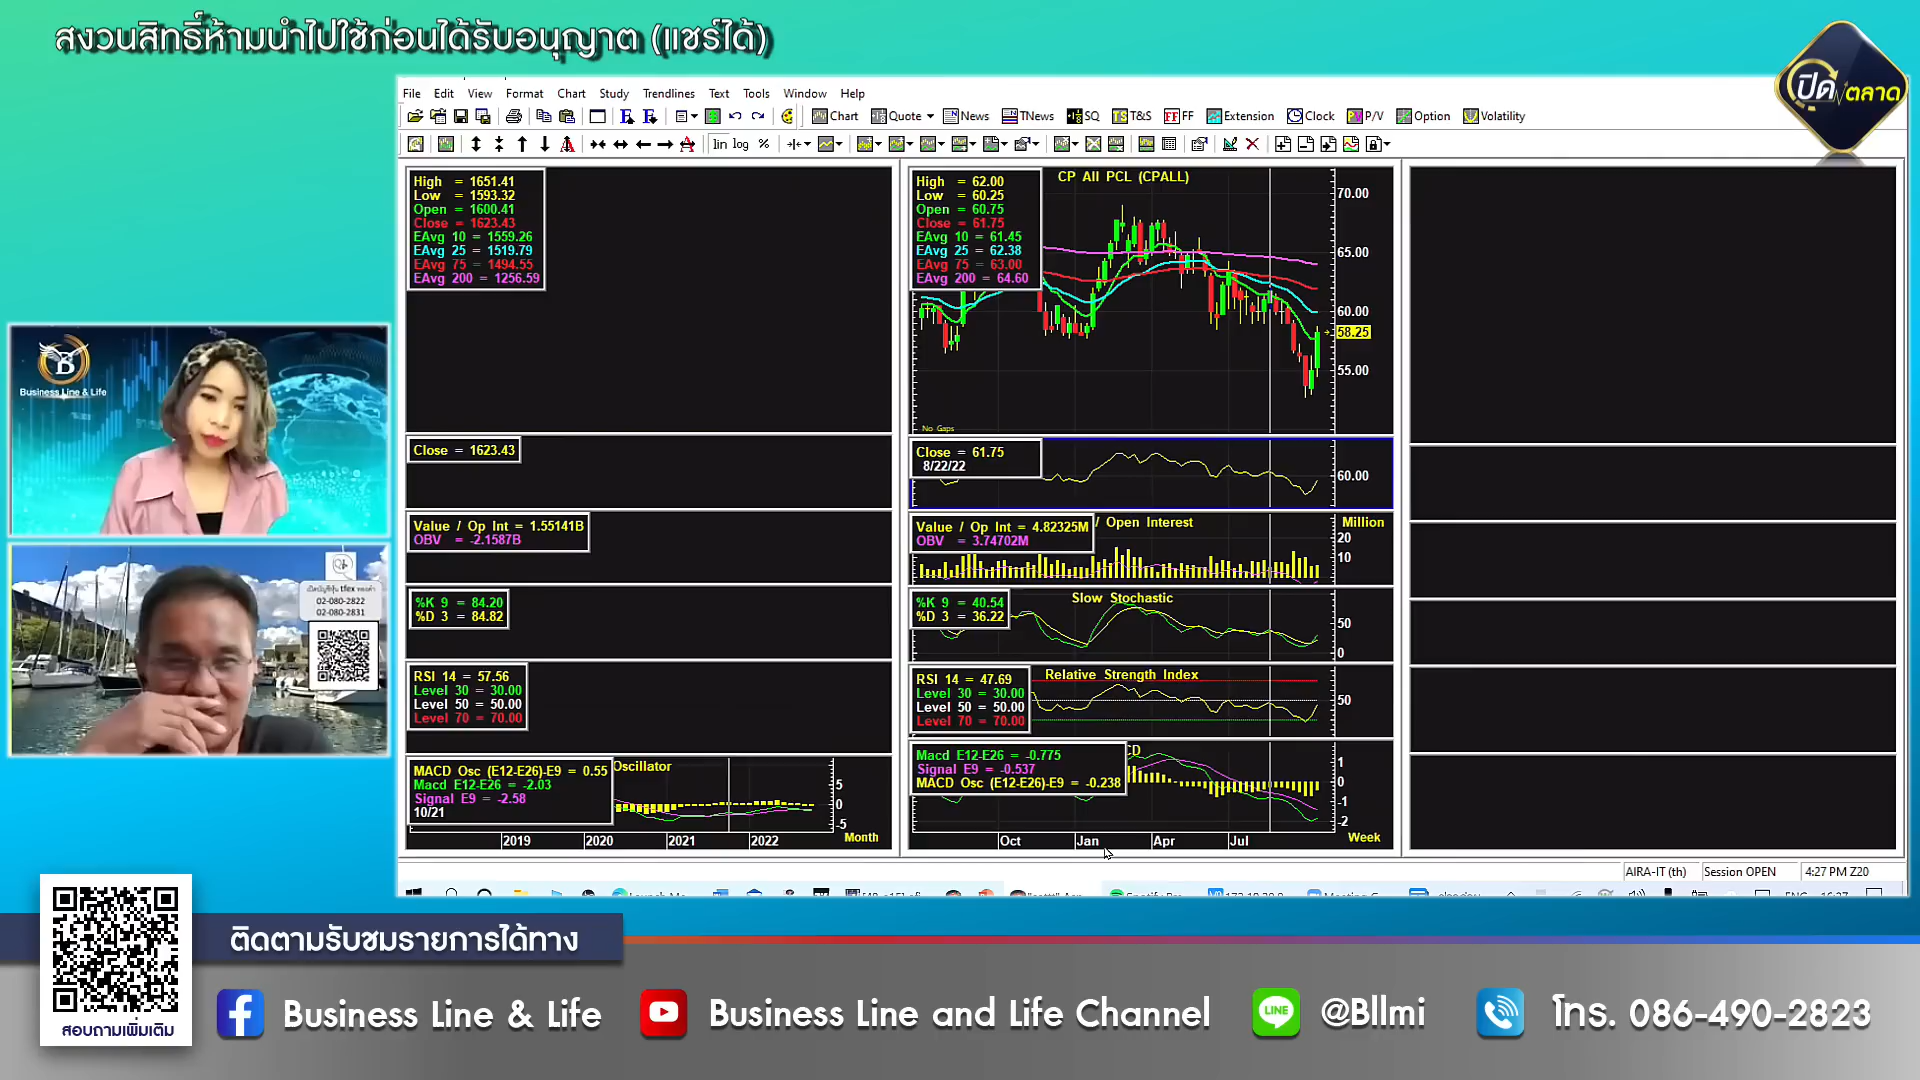 สงวนสิทธิ์ห้ามนำไปใช้ก่อนได้รับอนุญาต (แชร์ได้)
ปิดตลาด
File Edit View Format Chart Study Trendlines Text Tools Window Help
Chart Quote News TNews SQ T&S FF Extension Clock P/V Option Volatility
lin log %
High = 1651.41
Low = 1593.32
Open = 1600.41
Close = 1623.43
EAvg 10 = 1559.26
EAvg 25 = 1519.79
EAvg 75 = 1494.55
EAvg 200 = 1256.59
Close = 1623.43
Value / Op Int = 1.55141B
OBV = -2.1587B
%K 9 = 84.20
%D 3 = 84.82
RSI 14 = 57.56
Level 30 = 30.00
Level 50 = 50.00
Level 70 = 70.00
MACD Osc (E12-E26)-E9 = 0.55
Macd E12-E26 = -2.03
Signal E9 = -2.58
10/21
Oscillator
5
0
-5
2019 2020 2021 2022 Month
CP All PCL (CPALL)
High = 62.00
Low = 60.25
Open = 60.75
Close = 61.75
EAvg 10 = 61.45
EAvg 25 = 62.38
EAvg 75 = 63.00
EAvg 200 = 64.60
70.00
65.00
60.00
58.25
55.00
No Gaps
Close = 61.75
8/22/22
60.00
Value / Op Int = 4.82325M / Open Interest
OBV = 3.74702M
Million
20
10
%K 9 = 40.54
%D 3 = 36.22
Slow Stochastic
50
0
RSI 14 = 47.69
Level 30 = 30.00
Level 50 = 50.00
Level 70 = 70.00
Relative Strength Index
50
Macd E12-E26 = -0.775
Signal E9 = -0.537
MACD Osc (E12-E26)-E9 = -0.238
CD
1
0
-1
-2
Oct Jan Apr Jul Week
AIRA-IT (th) Session OPEN 4:27 PM Z20
B
Business Line & Life
02-080-2822
02-080-2831
ติดตามรับชมรายการได้ทาง
สอบถามเพิ่มเติม
Business Line & Life
Business Line and Life Channel
LINE
@Bllmi
โทร. 086-490-2823